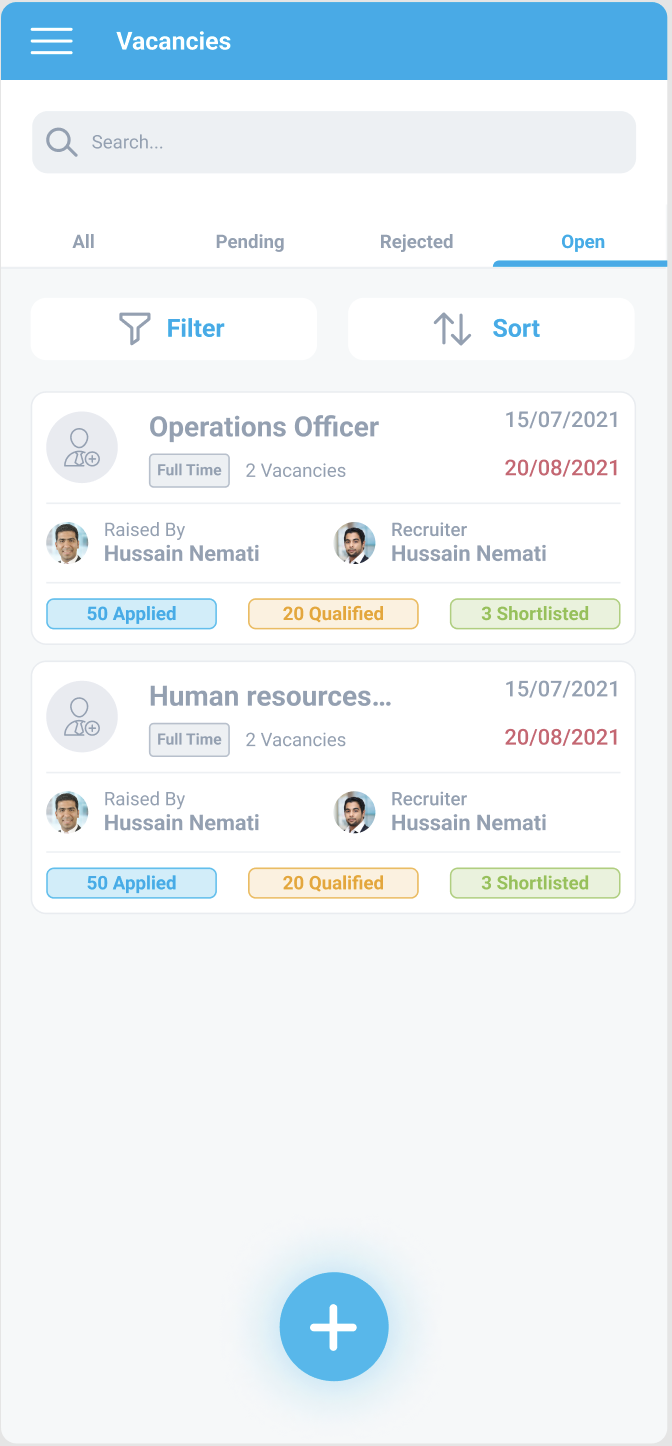 Vacancies
Search...
All Pending Rejected Open
Filter Sort
Operations Officer 15/07/2021
Full Time 2 Vacancies 20/08/2021
Raised By Recruiter
Hussain Nemati Hussain Nemati
50 Applied 20 Qualified 3 Shortlisted
Human resources... 15/07/2021
Full Time 2 Vacancies 20/08/2021
Raised By Recruiter
Hussain Nemati Hussain Nemati
50 Applied 20 Qualified 3 Shortlisted